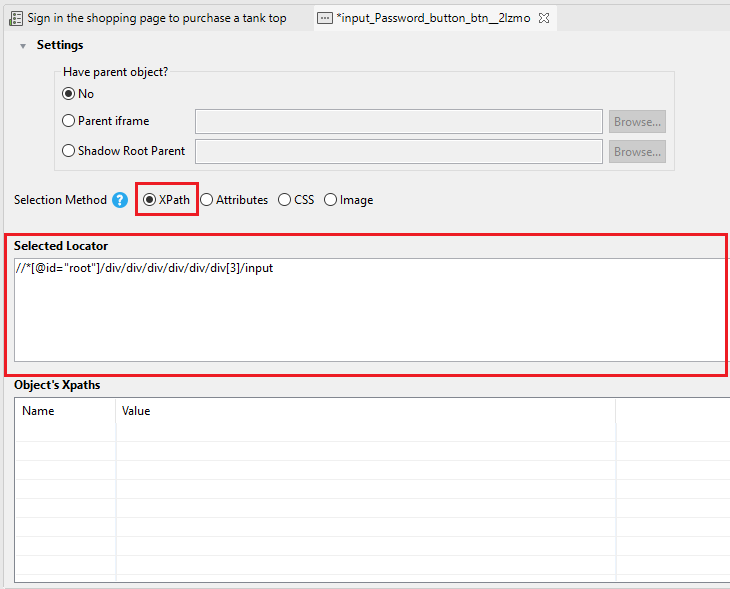 Sign in the shopping page to purchase a tank top
*input_Password_button_btn__2lzmo
Settings
Have parent object?
No
Parent iframe
Browse...
Shadow Root Parent
Browse...
Selection Method ? XPath Attributes CSS Image
Selected Locator
//*[@id="root"]/div/div/div/div/div/div[3]/input
Object's Xpaths
Name Value